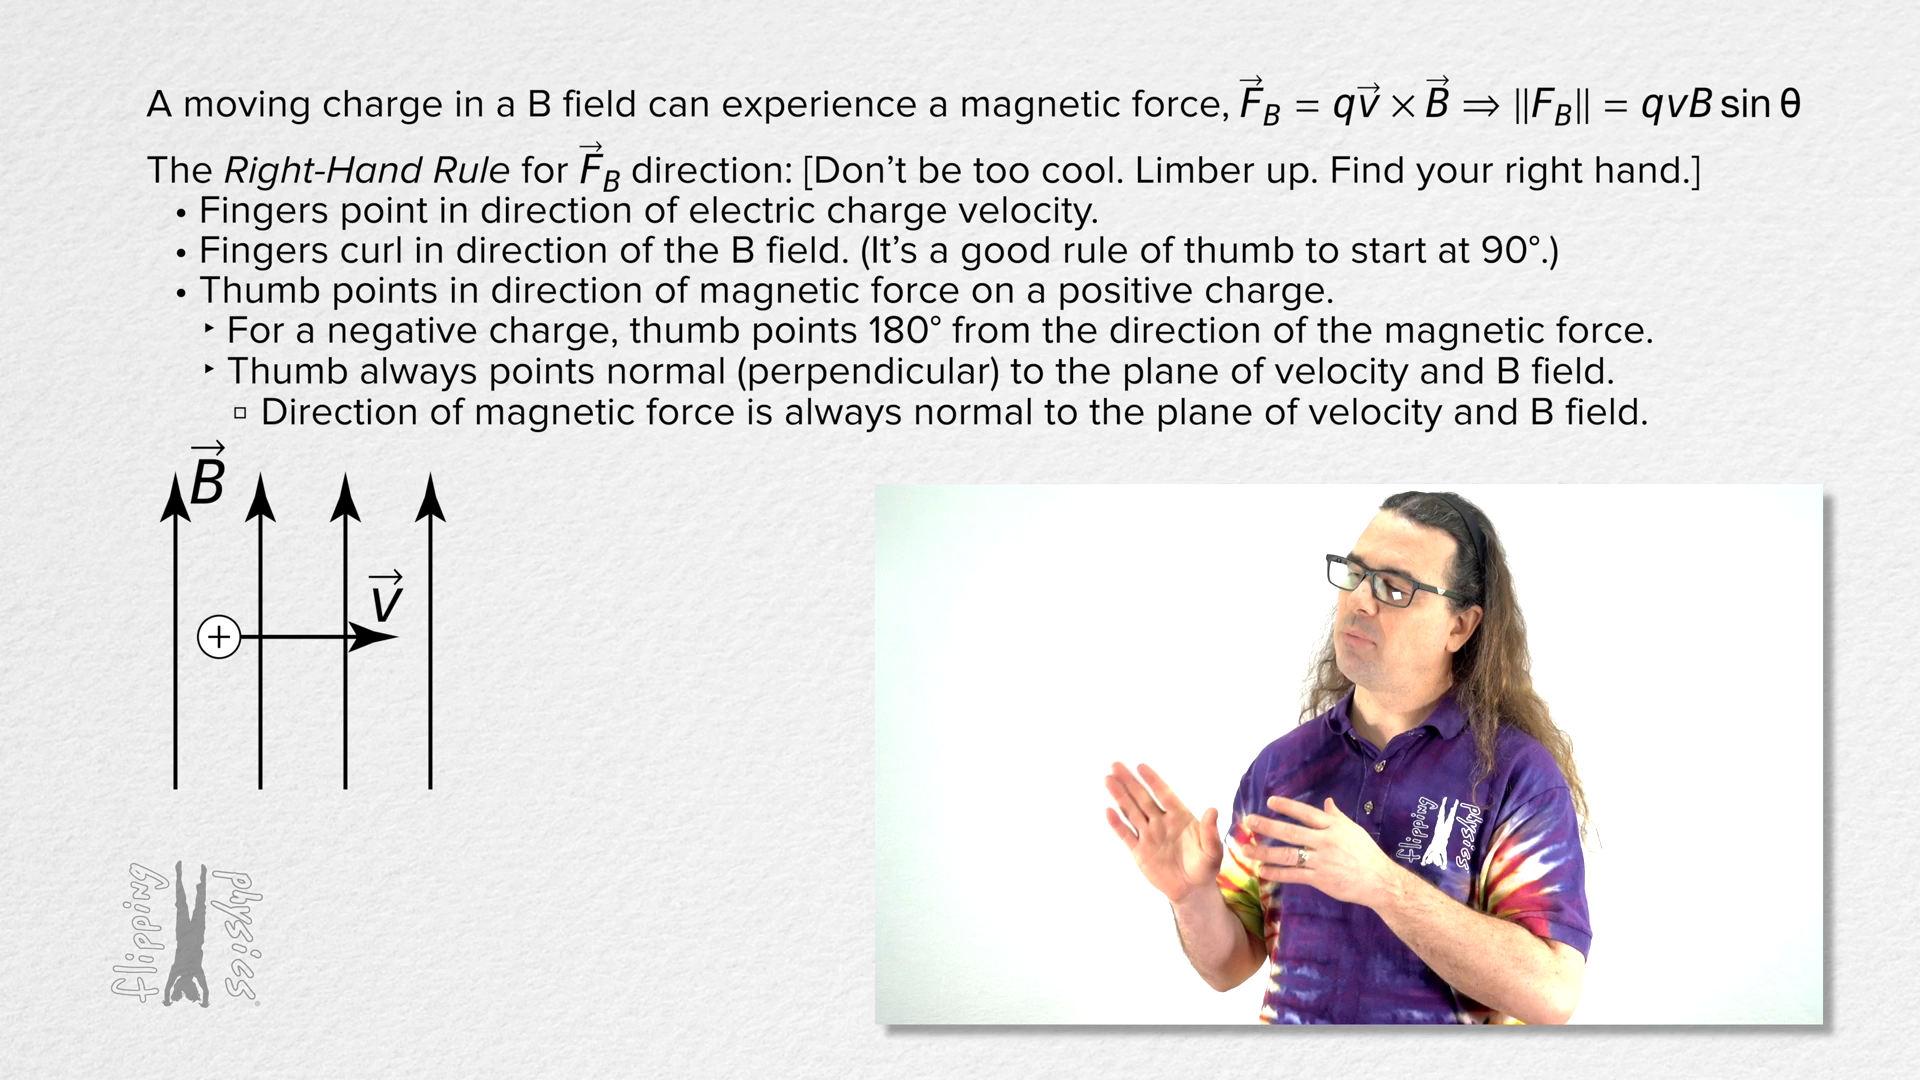 A moving charge in a B field can experience a magnetic force, F⃗_B = qv⃗ × B⃗ ⇒ ||F_B|| = qvB sin θ
The Right-Hand Rule for F⃗_B direction: [Don’t be too cool. Limber up. Find your right hand.]
• Fingers point in direction of electric charge velocity.
• Fingers curl in direction of the B field. (It’s a good rule of thumb to start at 90°.)
• Thumb points in direction of magnetic force on a positive charge.
‣ For a negative charge, thumb points 180° from the direction of the magnetic force.
‣ Thumb always points normal (perpendicular) to the plane of velocity and B field.
▫ Direction of magnetic force is always normal to the plane of velocity and B field.
B⃗
v⃗
+
flipping
physics
flipping
physics